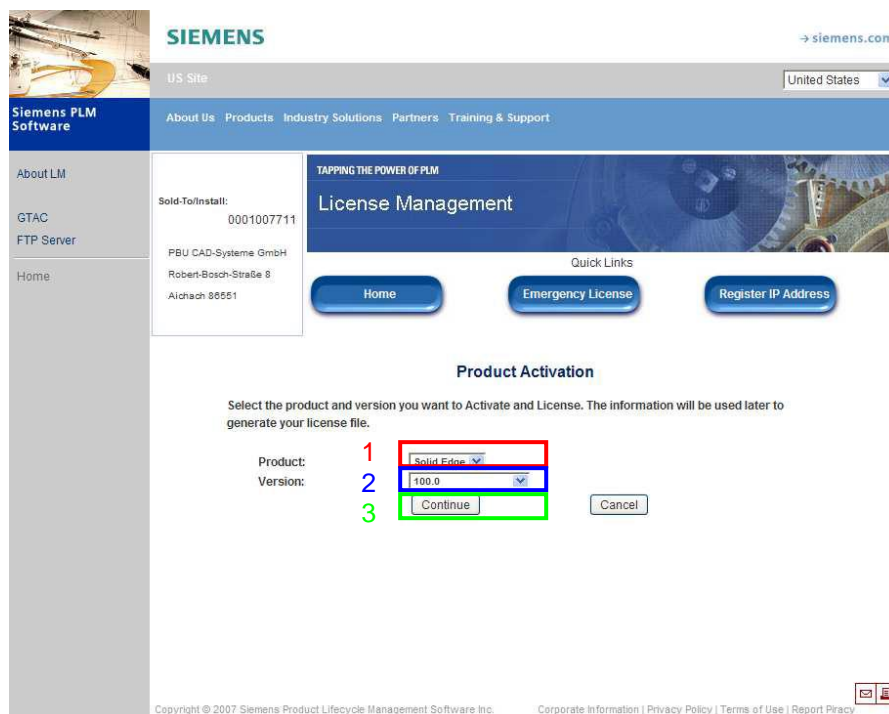 SIEMENS
→ siemens.com
US Site
United States
Siemens PLM
Software
About Us Products Industry Solutions Partners Training & Support
About LM
GTAC
FTP Server
Home
Sold-To/Install:
0001007711
PBU CAD-Systeme GmbH
Robert-Bosch-Straße 8
Aichach 86551
TAPPING THE POWER OF PLM
License Management
Quick Links
Home Emergency License Register IP Address
Product Activation
Select the product and version you want to Activate and License. The information will be used later to
generate your license file.
Product: 1 Solid Edge
Version: 2 100.0
3 Continue Cancel
Copyright © 2007 Siemens Product Lifecycle Management Software Inc. Corporate Information | Privacy Policy | Terms of Use | Report Piracy